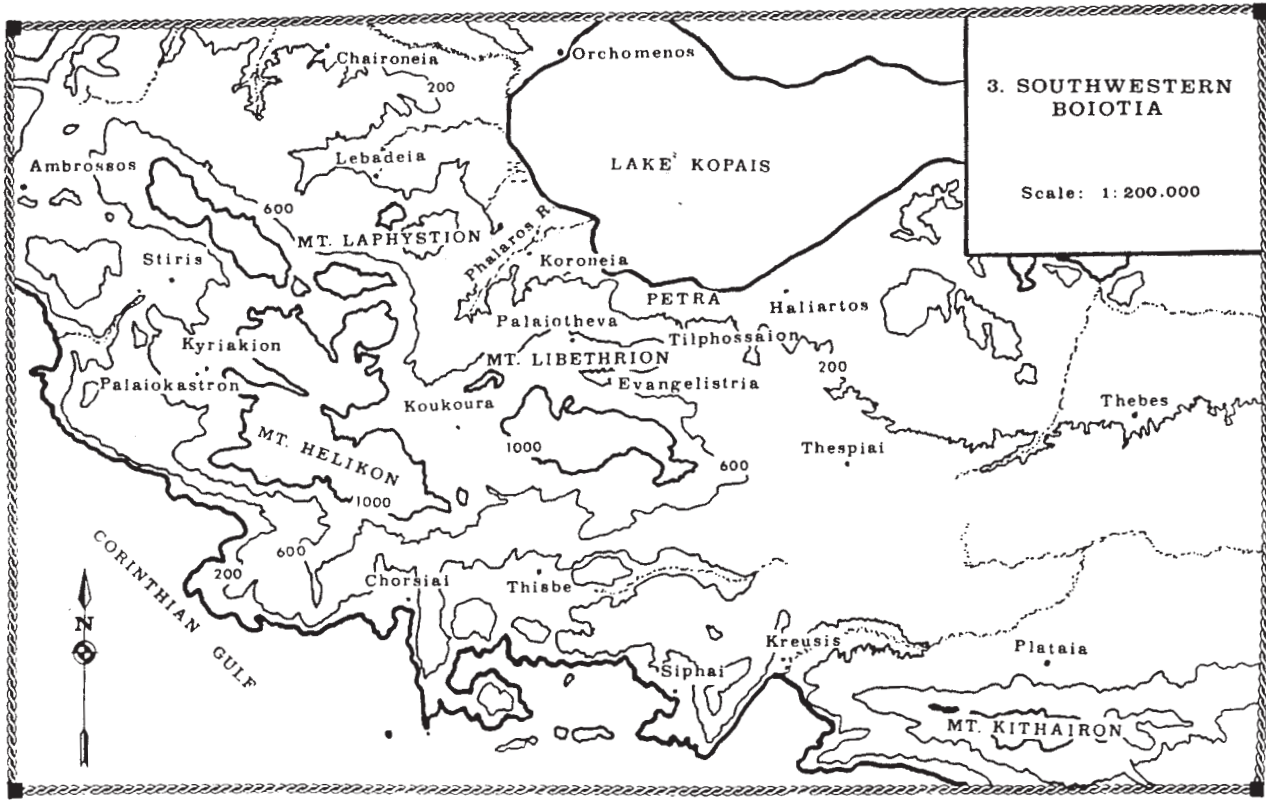 3. SOUTHWESTERN
BOIOTIA
Scale: 1:200.000
Chaironeia
Orchomenos
200
Ambrossos
Lebadeia
LAKE KOPAIS
600
MT. LAPHYSTION
Phalaros R.
Stiris
Koroneia
PETRA
Haliartos
Palaiotheva
Tilphossaion
Kyriakion
MT. LIBETHRION
200
Palaiokastron
Evangelistria
Koukoura
Thebes
MT. HELIKON
1000
Thespiai
600
1000
CORINTHIAN GULF
600
200
Chorsiai
Thisbe
N
Kreusis
Plataia
Siphai
MT. KITHAIRON